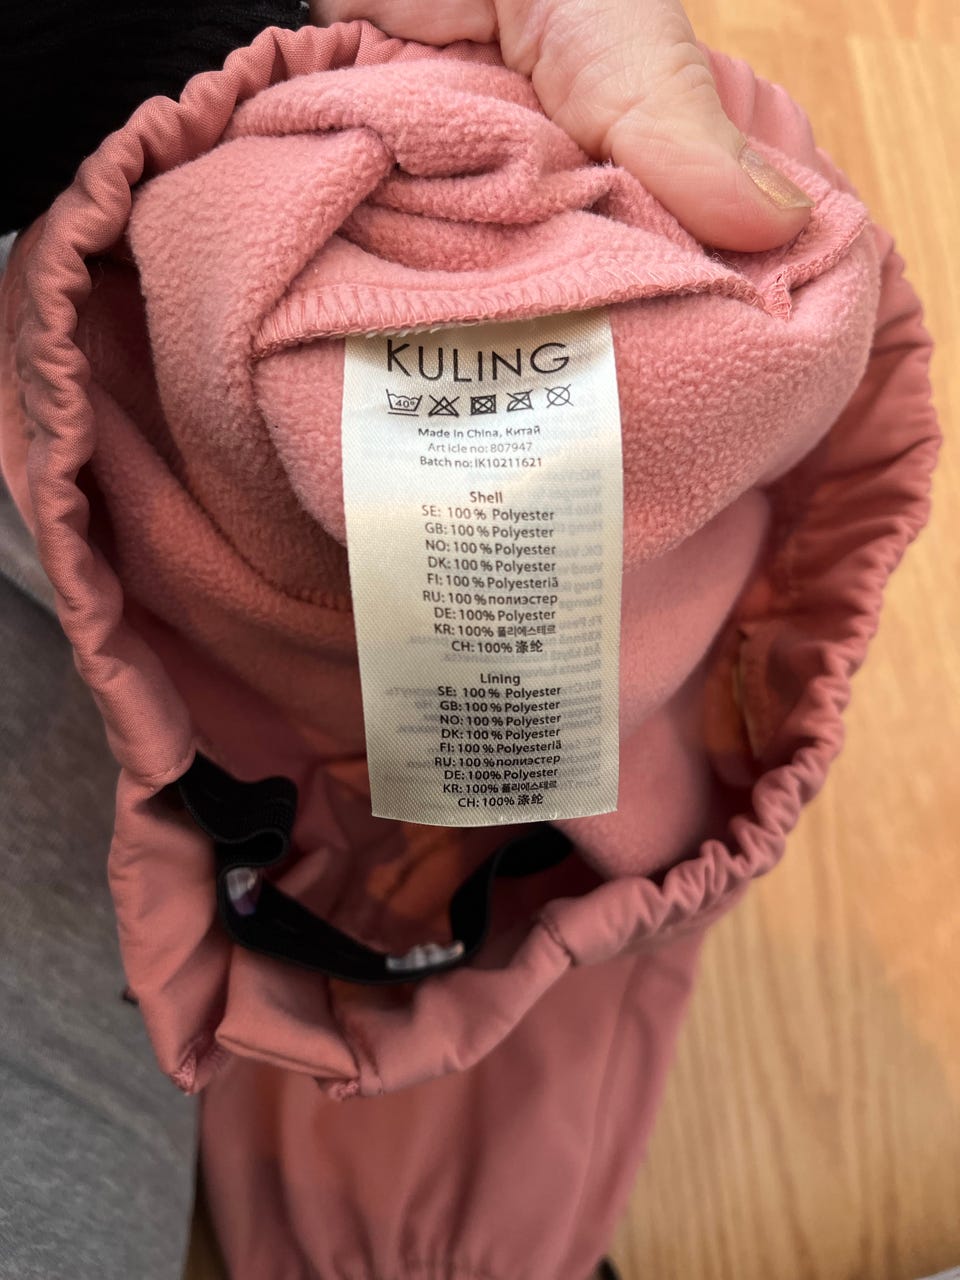 KULING
40°
Made in China, Китай
Article no: 807947
Batch no: IK10211621
Shell
SE: 100% Polyester
GB: 100% Polyester
NO: 100% Polyester
DK: 100% Polyester
FI: 100% Polyesteriä
RU: 100% полиэстер
DE: 100% Polyester
KR: 100% 폴리에스테르
CH: 100% 涤纶
Lining
SE: 100% Polyester
GB: 100% Polyester
NO: 100% Polyester
DK: 100% Polyester
FI: 100% Polyesteriä
RU: 100% полиэстер
DE: 100% Polyester
KR: 100% 폴리에스테르
CH: 100% 涤纶